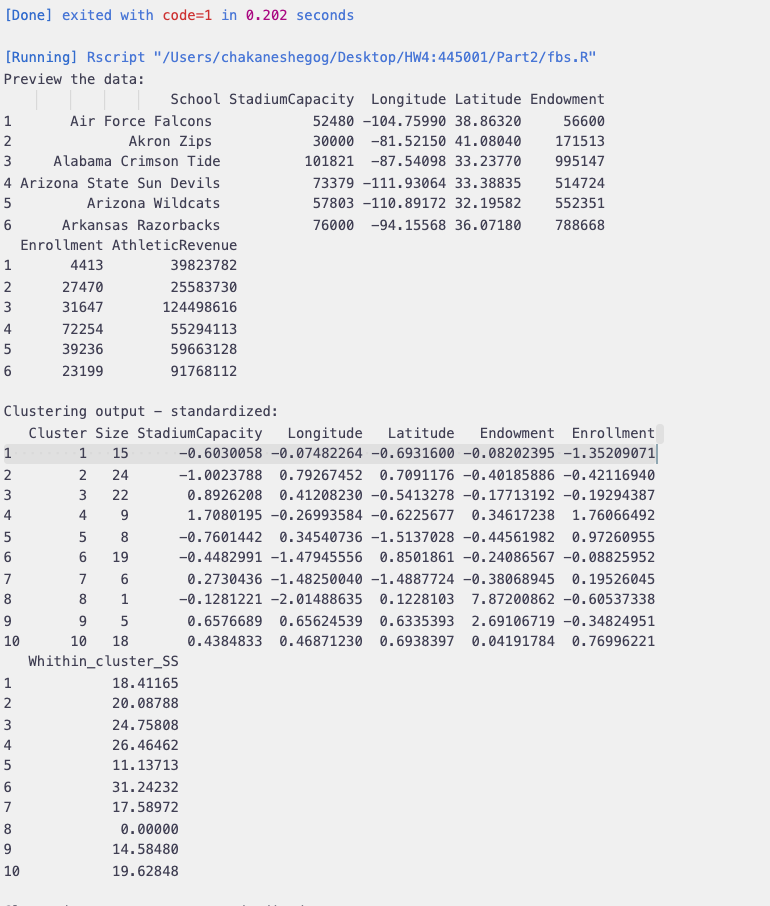 [Done] exited with code=1 in 0.202 seconds
[Running] Rscript "/Users/chakaneshegog/Desktop/HW4:445001/Part2/fbs.R"
Preview the data:
School StadiumCapacity Longitude Latitude Endowment
1 Air Force Falcons 52480 -104.75990 38.86320 56600
2 Akron Zips 30000 -81.52150 41.08040 171513
3 Alabama Crimson Tide 101821 -87.54098 33.23770 995147
4 Arizona State Sun Devils 73379 -111.93064 33.38835 514724
5 Arizona Wildcats 57803 -110.89172 32.19582 552351
6 Arkansas Razorbacks 76000 -94.15568 36.07180 788668
Enrollment AthleticRevenue
1 4413 39823782
2 27470 25583730
3 31647 124498616
4 72254 55294113
5 39236 59663128
6 23199 91768112
Clustering output - standardized:
Cluster Size StadiumCapacity Longitude Latitude Endowment Enrollment
1 1 15 -0.6030058 -0.07482264 -0.6931600 -0.08202395 -1.35209071
2 2 24 -1.0023788 0.79267452 0.7091176 -0.40185886 -0.42116940
3 3 22 0.8926208 0.41208230 -0.5413278 -0.17713192 -0.19294387
4 4 9 1.7080195 -0.26993584 -0.6225677 0.34617238 1.76066492
5 5 8 -0.7601442 0.34540736 -1.5137028 -0.44561982 0.97260955
6 6 19 -0.4482991 -1.47945556 0.8501861 -0.24086567 -0.08825952
7 7 6 0.2730436 -1.48250040 -1.4887724 -0.38068945 0.19526045
8 8 1 -0.1281221 -2.01488635 0.1228103 7.87200862 -0.60537338
9 9 5 0.6576689 0.65624539 0.6335393 2.69106719 -0.34824951
10 10 18 0.4384833 0.46871230 0.6938397 0.04191784 0.76996221
Whithin_cluster_SS
1 18.41165
2 20.08788
3 24.75808
4 26.46462
5 11.13713
6 31.24232
7 17.58972
8 0.00000
9 14.58480
10 19.62848